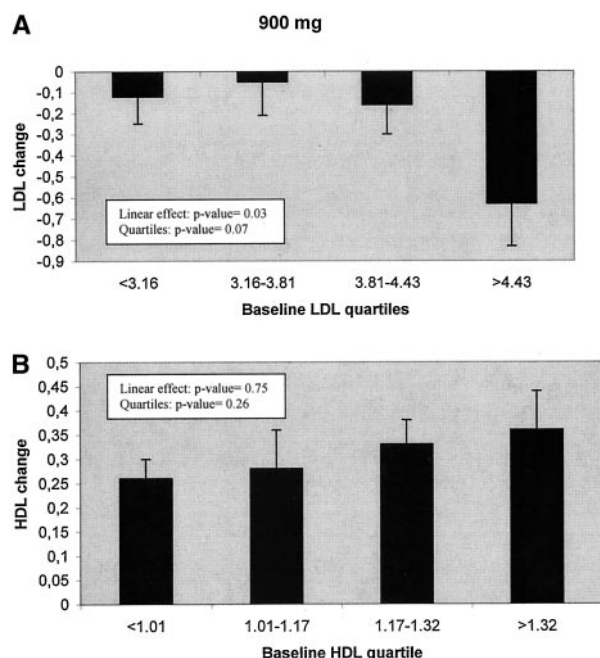 A
900 mg
0
-0,1
-0,2
-0,3
-0,4
-0,5
-0,6
-0,7
-0,8
-0,9
LDL change
Linear effect: p-value= 0.03
Quartiles: p-value= 0.07
<3.16 3.16-3.81 3.81-4.43 >4.43
Baseline LDL quartiles
B
0,5
0,45
0,4
0,35
0,3
0,25
0,2
0,15
0,1
0,05
0
HDL change
Linear effect: p-value= 0.75
Quartiles: p-value= 0.26
<1.01 1.01-1.17 1.17-1.32 >1.32
Baseline HDL quartile